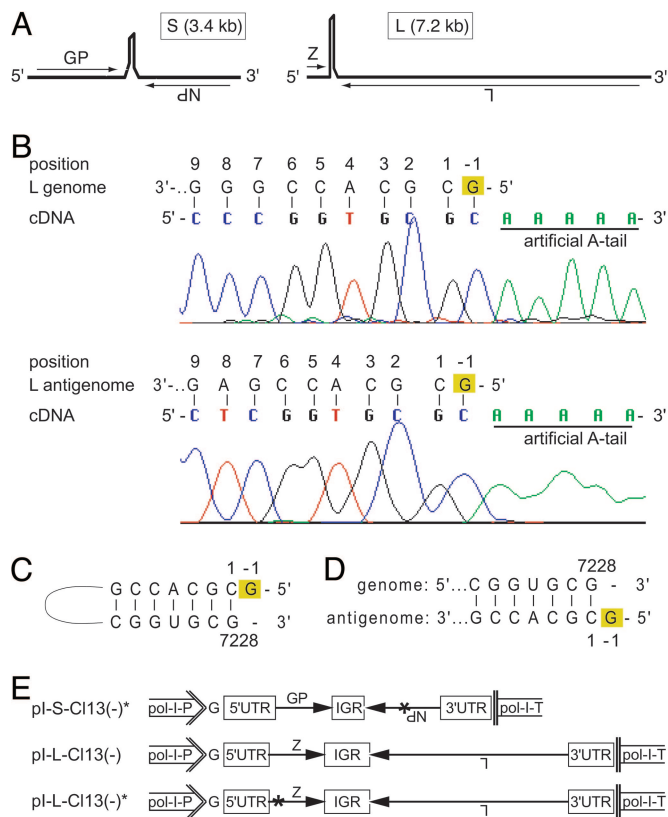 A
S (3.4 kb)
L (7.2 kb)
GP
Z
5'
3'
5'
3'
NP
L
B
position 9 8 7 6 5 4 3 2 1 -1
L genome 3'-.. G G G C C A C G C G - 5'
cDNA 5' - C C C G G T G C G C A A A A A - 3'
artificial A-tail
position 9 8 7 6 5 4 3 2 1 -1
L antigenome 3'-.. G A G C C A C G C G - 5'
cDNA 5' - C T C G G T G C G C A A A A A - 3'
artificial A-tail
C
1 -1
G C C A C G C G - 5'
C G G U G C G - 3'
7228
D
7228
genome: 5'... C G G U G C G - 3'
antigenome: 3'... G C C A C G C G - 5'
1 -1
E
pI-S-Cl13(-)* pol-I-P G 5'UTR GP IGR * NP 3'UTR pol-I-T
pI-L-Cl13(-) pol-I-P G 5'UTR Z IGR L 3'UTR pol-I-T
pI-L-Cl13(-)* pol-I-P G 5'UTR * Z IGR L 3'UTR pol-I-T